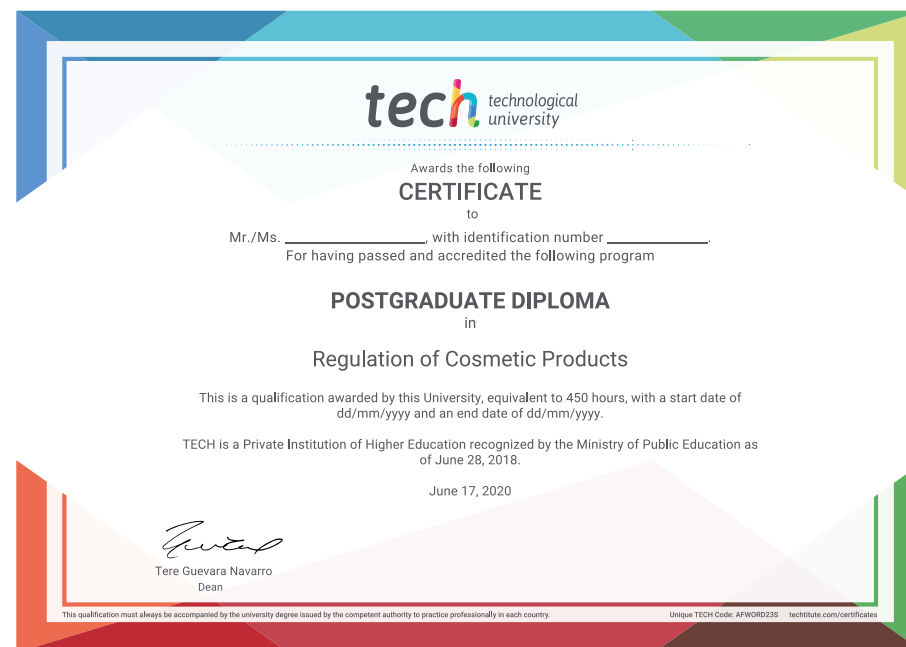 tech technological
university
Awards the following
CERTIFICATE
to
Mr./Ms. ____________________, with identification number ______________.
For having passed and accredited the following program
POSTGRADUATE DIPLOMA
in
Regulation of Cosmetic Products
This is a qualification awarded by this University, equivalent to 450 hours, with a start date of
dd/mm/yyyy and an end date of dd/mm/yyyy.
TECH is a Private Institution of Higher Education recognized by the Ministry of Public Education as
of June 28, 2018.
June 17, 2020
Tere Guevara Navarro
Dean
This qualification must always be accompanied by the university degree issued by the competent authority to practice professionally in each country.
Unique TECH Code: AFWORD23S techtitute.com/certificates